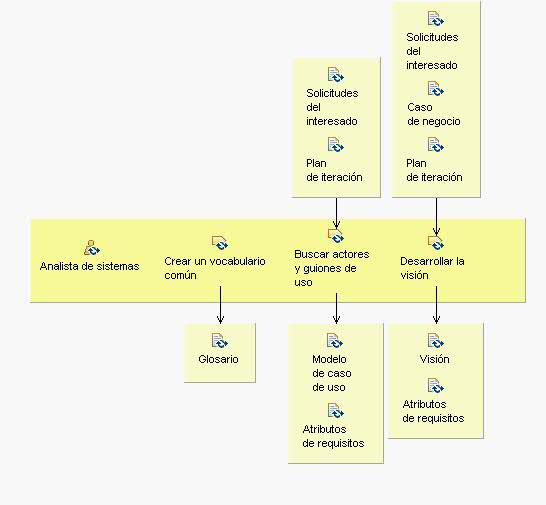 Solicitudes
del
interesado
Plan
de iteración
Solicitudes
del
interesado
Caso
de negocio
Plan
de iteración
Analista de sistemas
Crear un vocabulario
común
Buscar actores
y guiones de
uso
Desarrollar la
visión
Glosario
Modelo
de caso
de uso
Atributos
de requisitos
Visión
Atributos
de requisitos